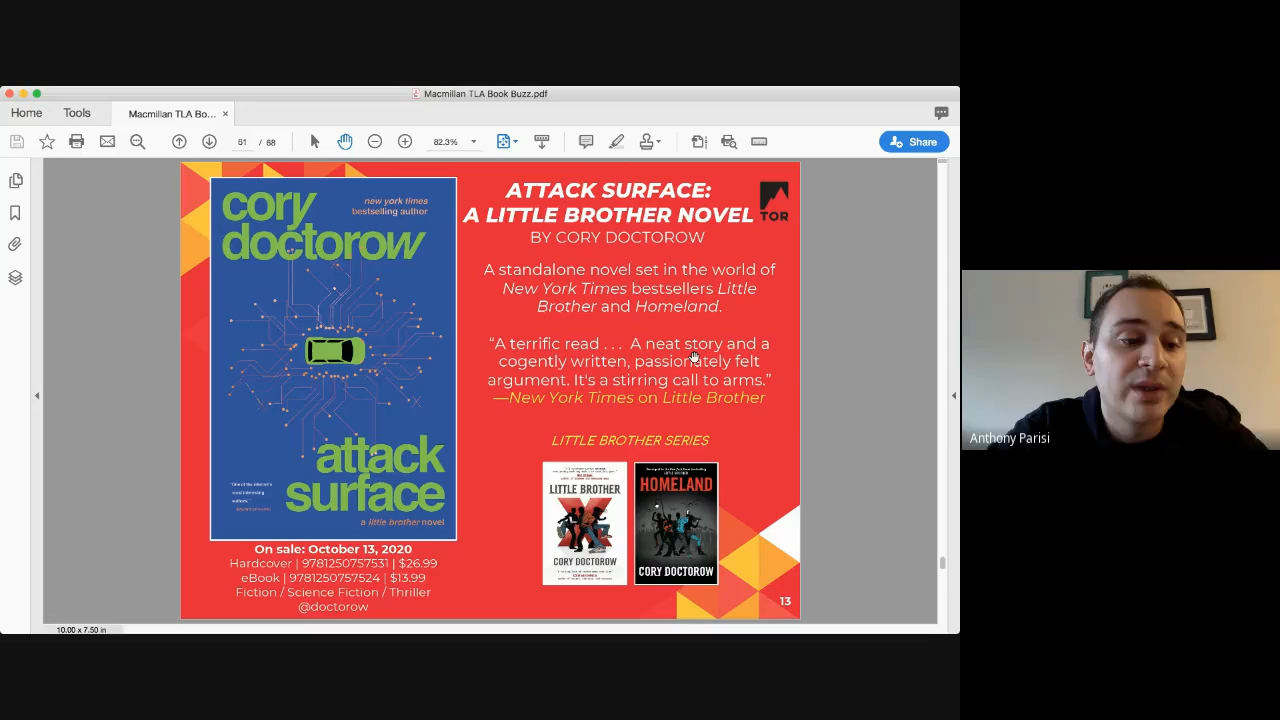 Macmillan TLA Book Buzz.pdf
Home
Tools
Macmillan TLA Bo...
51 / 68
82.3%
Share
cory
doctorow
new york times
bestselling author
attack
surface
a little brother novel
On sale: October 13, 2020
Hardcover | 9781250757531 | $26.99
eBook | 9781250757524 | $13.99
Fiction / Science Fiction / Thriller
@doctorow
ATTACK SURFACE:
A LITTLE BROTHER NOVEL
BY CORY DOCTOROW
TOR
A standalone novel set in the world of
New York Times bestsellers Little
Brother and Homeland.
“A terrific read . . . A neat story and a
cogently written, passionately felt
argument. It's a stirring call to arms.”
—New York Times on Little Brother
LITTLE BROTHER SERIES
LITTLE BROTHER
CORY DOCTOROW
HOMELAND
CORY DOCTOROW
13
10.00 x 7.50 in
Anthony Parisi